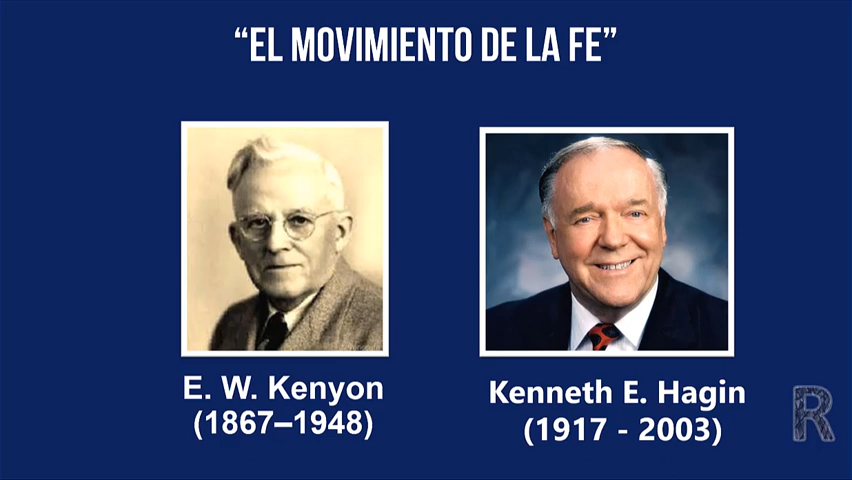 “EL MOVIMIENTO DE LA FE”
E. W. Kenyon
(1867–1948)
Kenneth E. Hagin
(1917 - 2003)
R